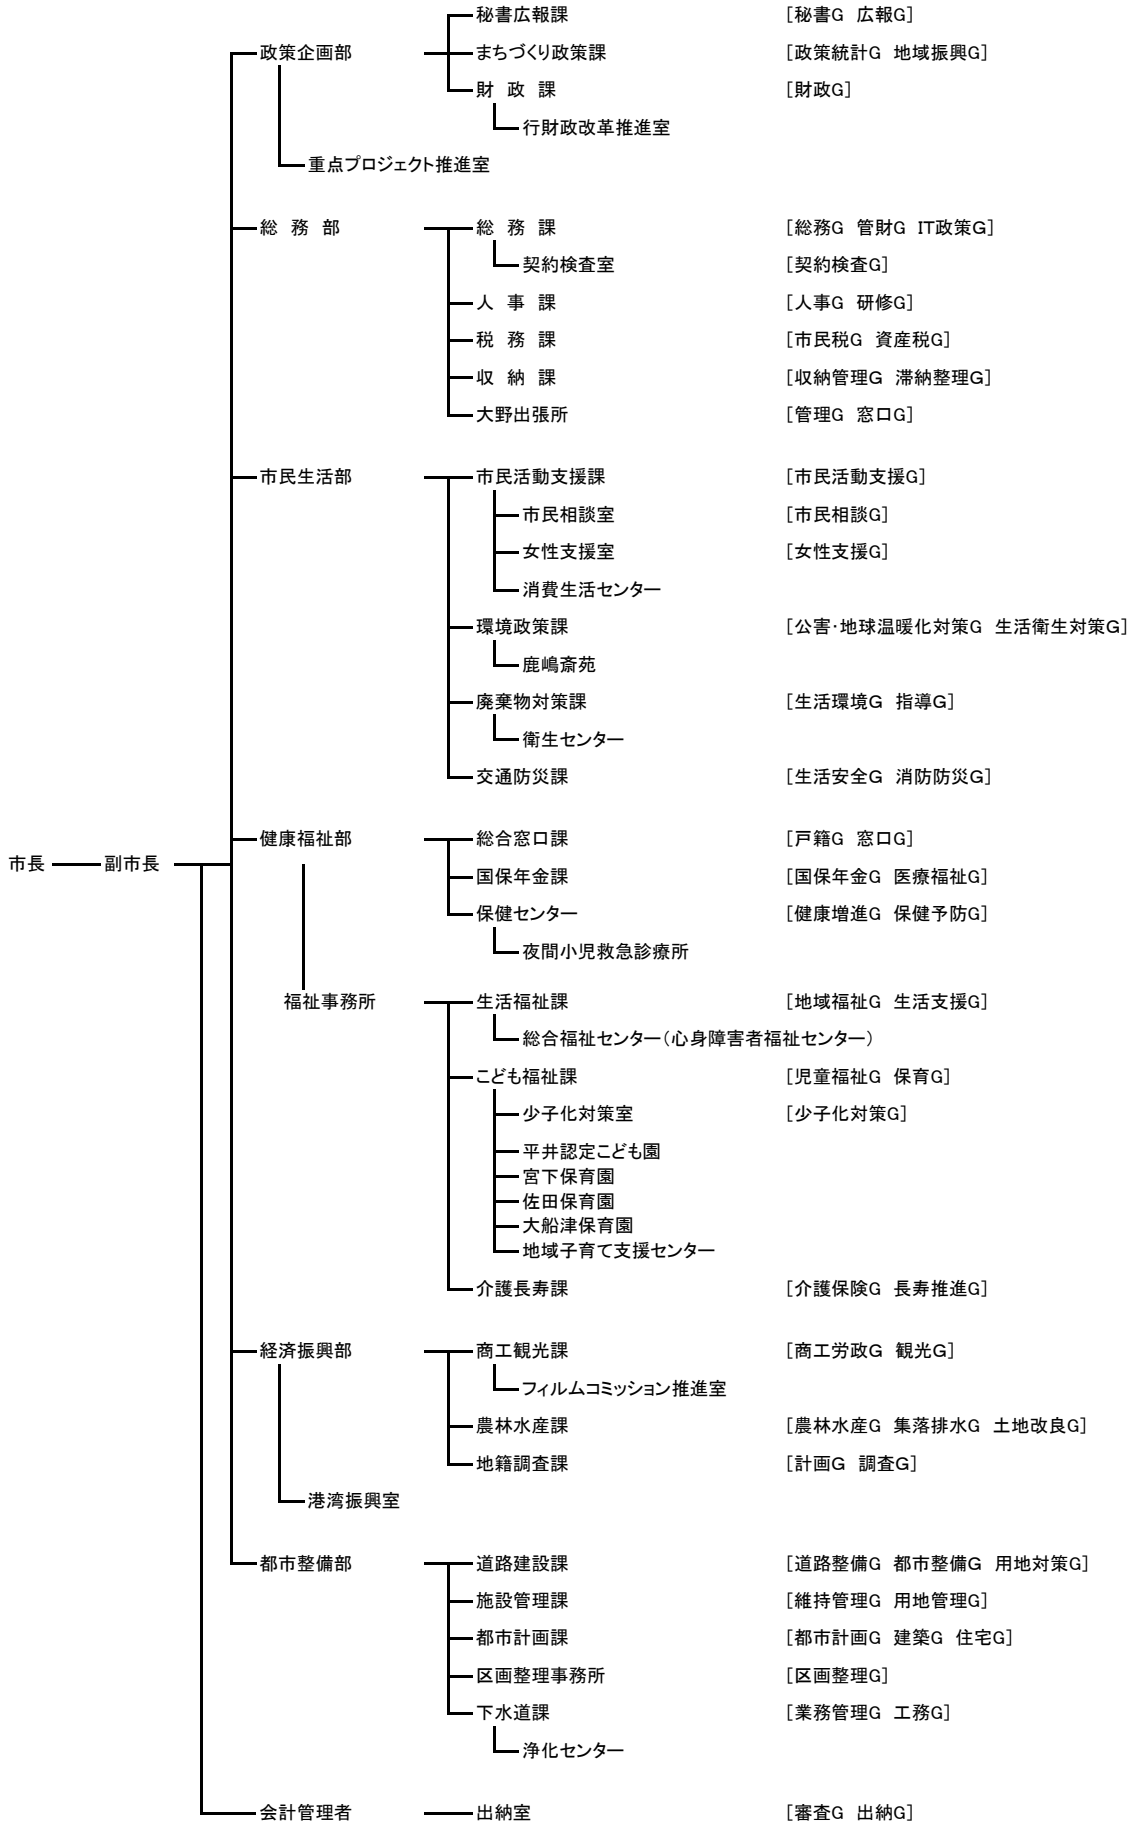 秘書広報課 [秘書G 広報G]
政策企画部 まちづくり政策課 [政策統計G 地域振興G]
財 政 課 [財政G]
行財政改革推進室
重点プロジェクト推進室
総 務 部 総 務 課 [総務G 管財G IT政策G]
契約検査室 [契約検査G]
人 事 課 [人事G 研修G]
税 務 課 [市民税G 資産税G]
収 納 課 [収納管理G 滞納整理G]
大野出張所 [管理G 窓口G]
市民生活部 市民活動支援課 [市民活動支援G]
市民相談室 [市民相談G]
女性支援室 [女性支援G]
消費生活センター
環境政策課 [公害・地球温暖化対策G 生活衛生対策G]
鹿嶋斎苑
廃棄物対策課 [生活環境G 指導G]
衛生センター
交通防災課 [生活安全G 消防防災G]
健康福祉部 総合窓口課 [戸籍G 窓口G]
市長 副市長
国保年金課 [国保年金G 医療福祉G]
保健センター [健康増進G 保健予防G]
夜間小児救急診療所
福祉事務所 生活福祉課 [地域福祉G 生活支援G]
総合福祉センター(心身障害者福祉センター)
こども福祉課 [児童福祉G 保育G]
少子化対策室 [少子化対策G]
平井認定こども園
宮下保育園
佐田保育園
大船津保育園
地域子育て支援センター
介護長寿課 [介護保険G 長寿推進G]
経済振興部 商工観光課 [商工労政G 観光G]
フィルムコミッション推進室
農林水産課 [農林水産G 集落排水G 土地改良G]
地籍調査課 [計画G 調査G]
港湾振興室
都市整備部 道路建設課 [道路整備G 都市整備G 用地対策G]
施設管理課 [維持管理G 用地管理G]
都市計画課 [都市計画G 建築G 住宅G]
区画整理事務所 [区画整理G]
下水道課 [業務管理G 工務G]
浄化センター
会計管理者 出納室 [審査G 出納G]